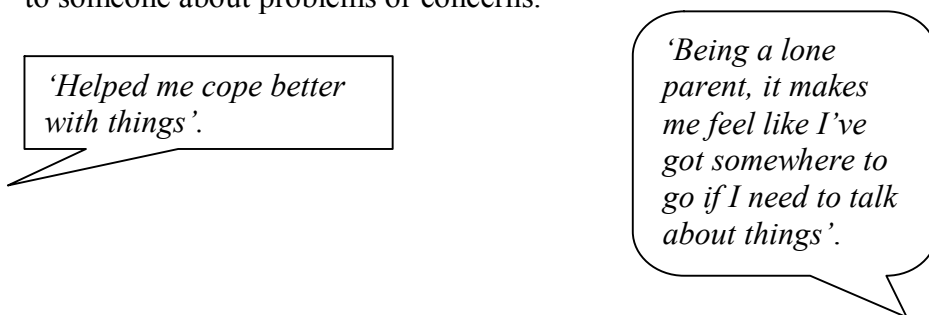 to someone about problems or concerns.
‘Helped me cope better
with things’.
‘Being a lone
parent, it makes
me feel like I’ve
got somewhere to
go if I need to talk
about things’.